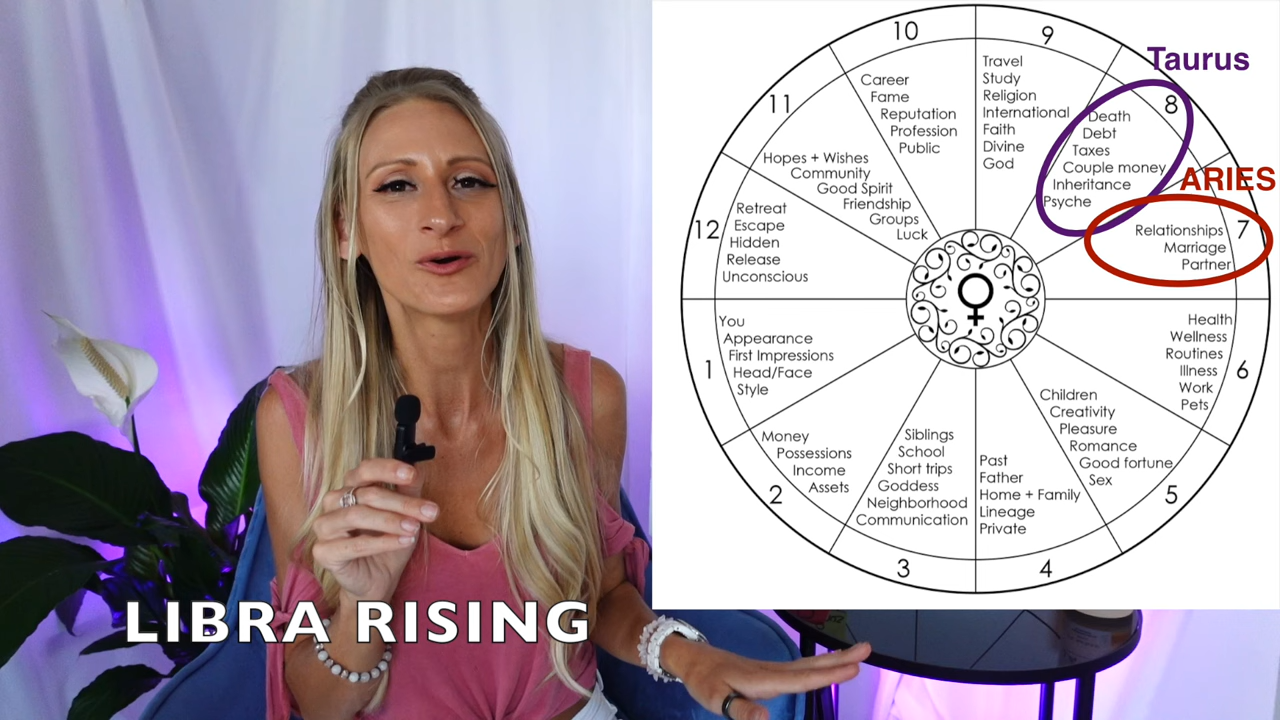 10
9
Taurus
Travel
Study
Religion
International
Faith
Divine
God
Career
Fame
Reputation
Profession
Public
8
Death
Debt
Taxes
Couple money
Inheritance
Psyche
11
Hopes + Wishes
Community
Good Spirit
Friendship
Groups
Luck
ARIES
7
Relationships
Marriage
Partner
12
Retreat
Escape
Hidden
Release
Unconscious
1
You
Appearance
First Impressions
Head/Face
Style
6
Health
Wellness
Routines
Illness
Work
Pets
2
Money
Possessions
Income
Assets
3
Siblings
School
Short trips
Goddess
Neighborhood
Communication
4
Past
Father
Home + Family
Lineage
Private
5
Children
Creativity
Pleasure
Romance
Good fortune
Sex
LIBRA RISING